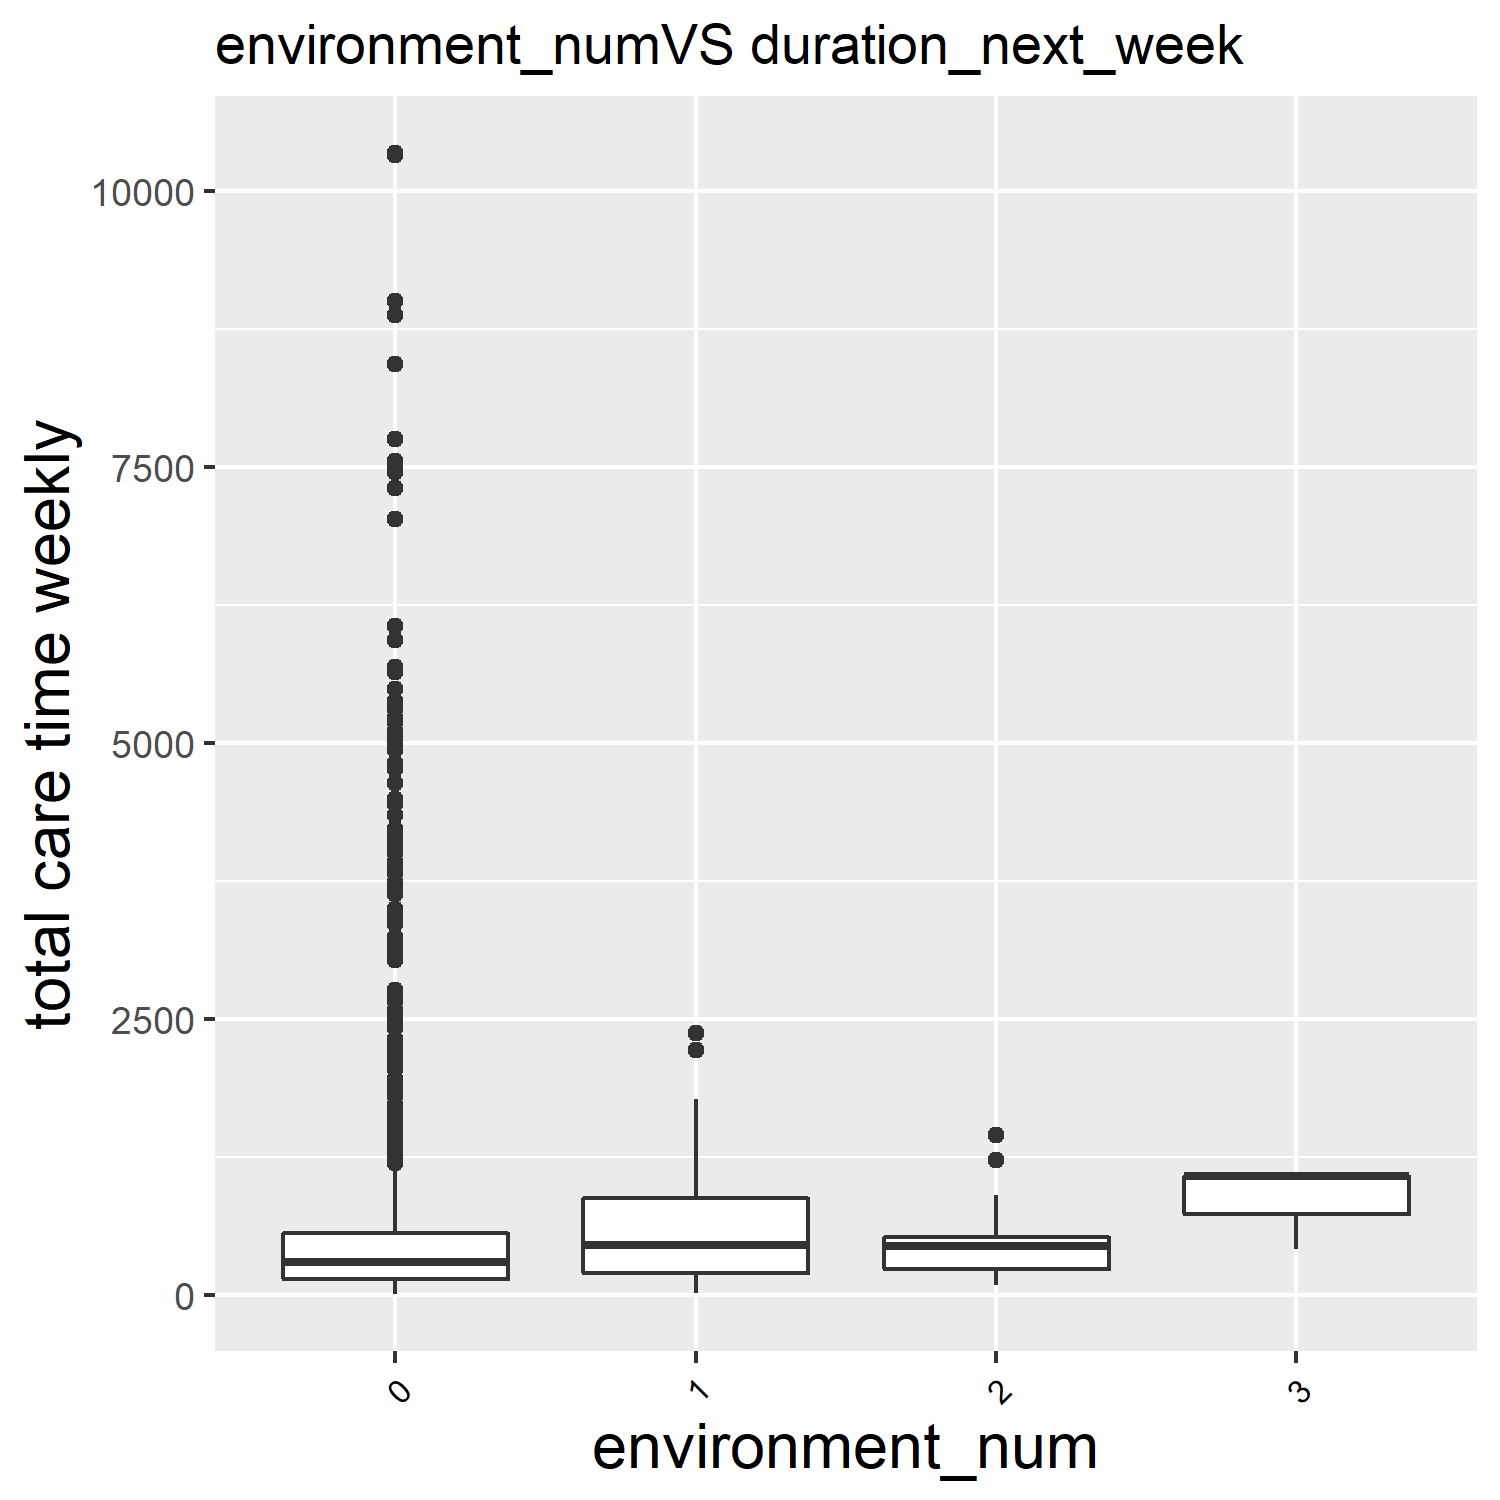 environment_numVS duration_next_week
total care time weekly
10000
7500
5000
2500
0
0 1 2 3
environment_num